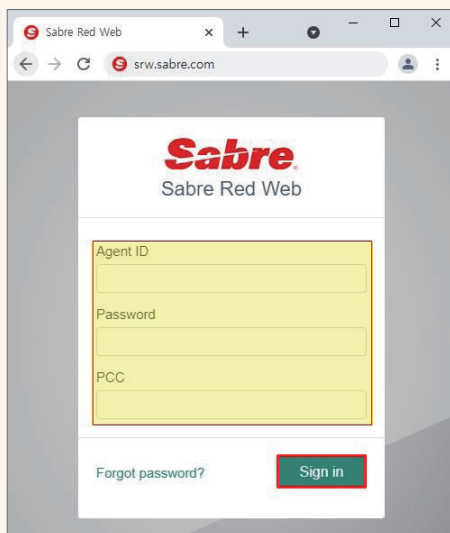 Sabre Red Web
srw.sabre.com
Sabre
Sabre Red Web
Agent ID
Password
PCC
Forgot password?
Sign in